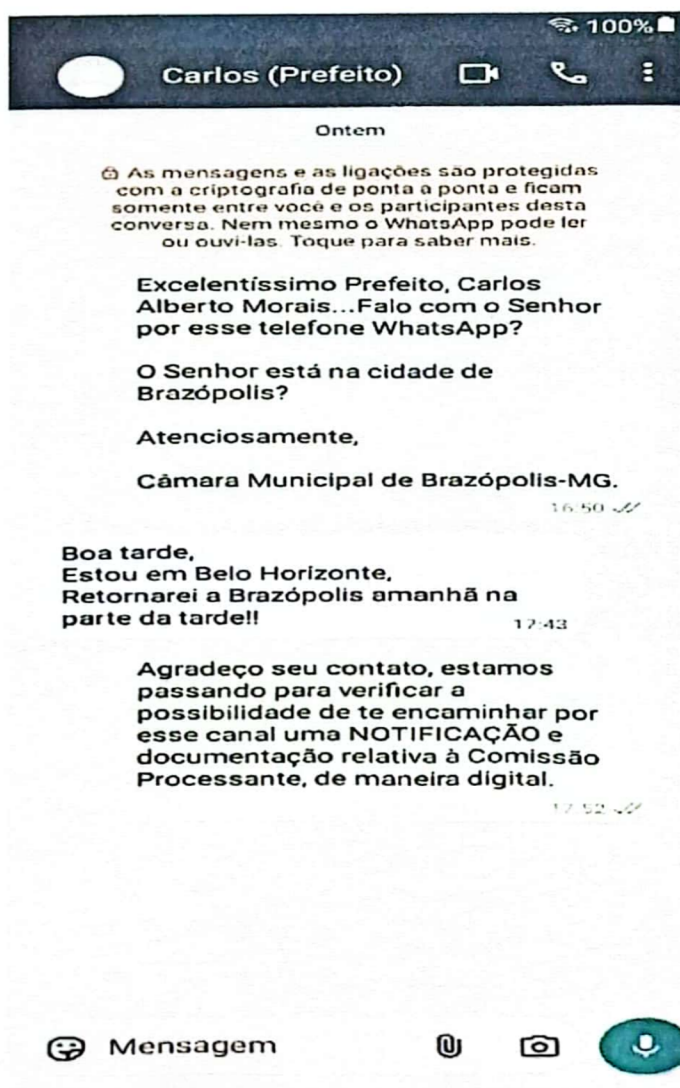 100%
Carlos (Prefeito)
Ontem
As mensagens e as ligações são protegidas
com a criptografia de ponta a ponta e ficam
somente entre você e os participantes desta
conversa. Nem mesmo o WhatsApp pode ler
ou ouvi-las. Toque para saber mais.
Excelentíssimo Prefeito, Carlos
Alberto Morais...Falo com o Senhor
por esse telefone WhatsApp?
O Senhor está na cidade de
Brazópolis?
Atenciosamente,
Câmara Municipal de Brazópolis-MG.
16:50
Boa tarde,
Estou em Belo Horizonte,
Retornarei a Brazópolis amanhã na
parte da tarde!!
17:43
Agradeço seu contato, estamos
passando para verificar a
possibilidade de te encaminhar por
esse canal uma NOTIFICAÇÃO e
documentação relativa à Comissão
Processante, de maneira digital.
17:52
Mensagem